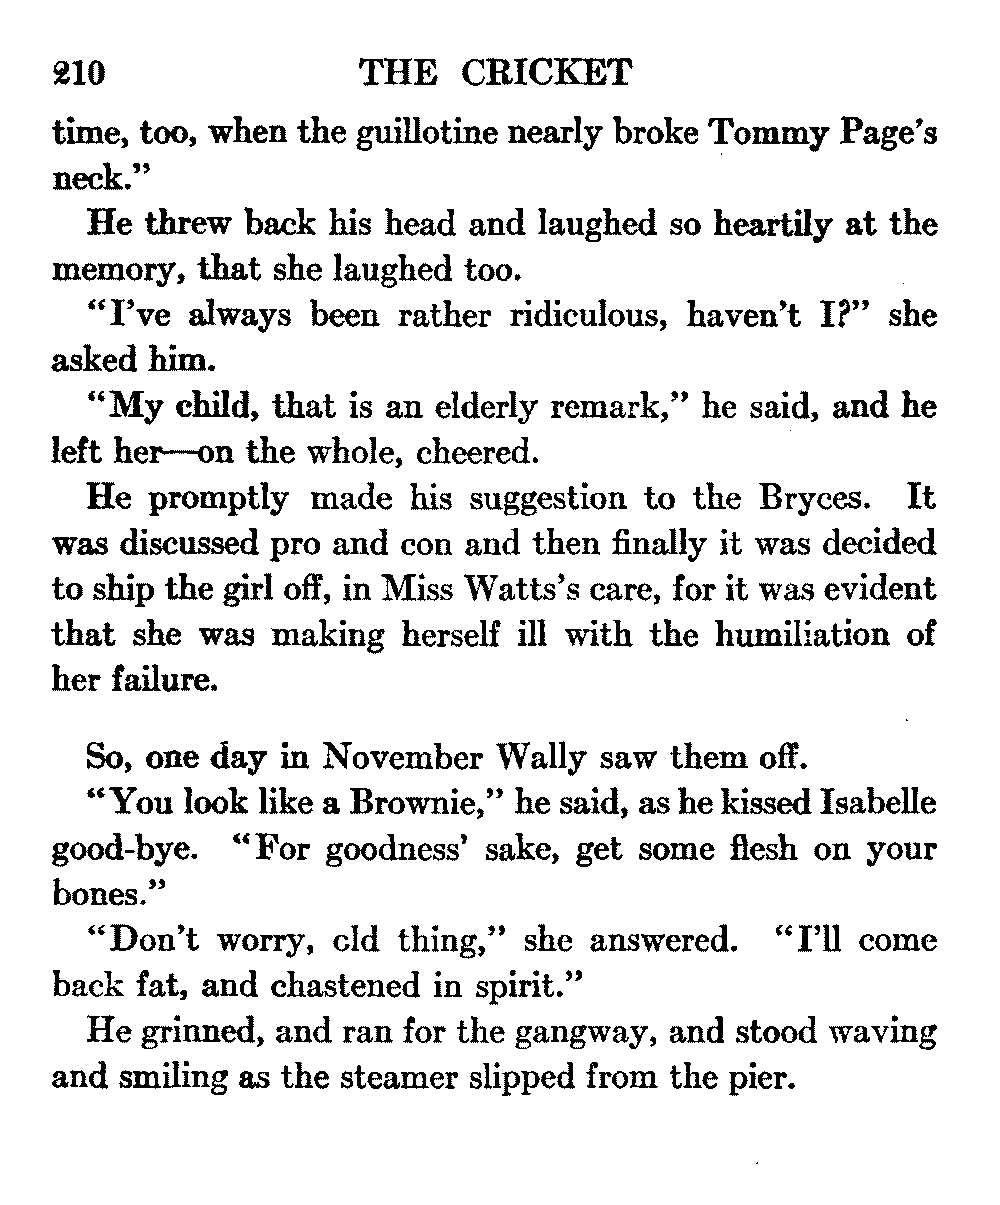 210 THE CRICKET
time, too, when the guillotine nearly broke Tommy Page's
neck."
He threw back his head and laughed so heartily at the
memory, that she laughed too.
"I've always been rather ridiculous, haven't I?" she
asked him.
"My child, that is an elderly remark," he said, and he
left her—on the whole, cheered.
He promptly made his suggestion to the Bryces. It
was discussed pro and con and then finally it was decided
to ship the girl off, in Miss Watts's care, for it was evident
that she was making herself ill with the humiliation of
her failure.
So, one day in November Wally saw them off.
"You look like a Brownie," he said, as he kissed Isabelle
good-bye. "For goodness' sake, get some flesh on your
bones."
"Don't worry, old thing," she answered. "I'll come
back fat, and chastened in spirit."
He grinned, and ran for the gangway, and stood waving
and smiling as the steamer slipped from the pier.